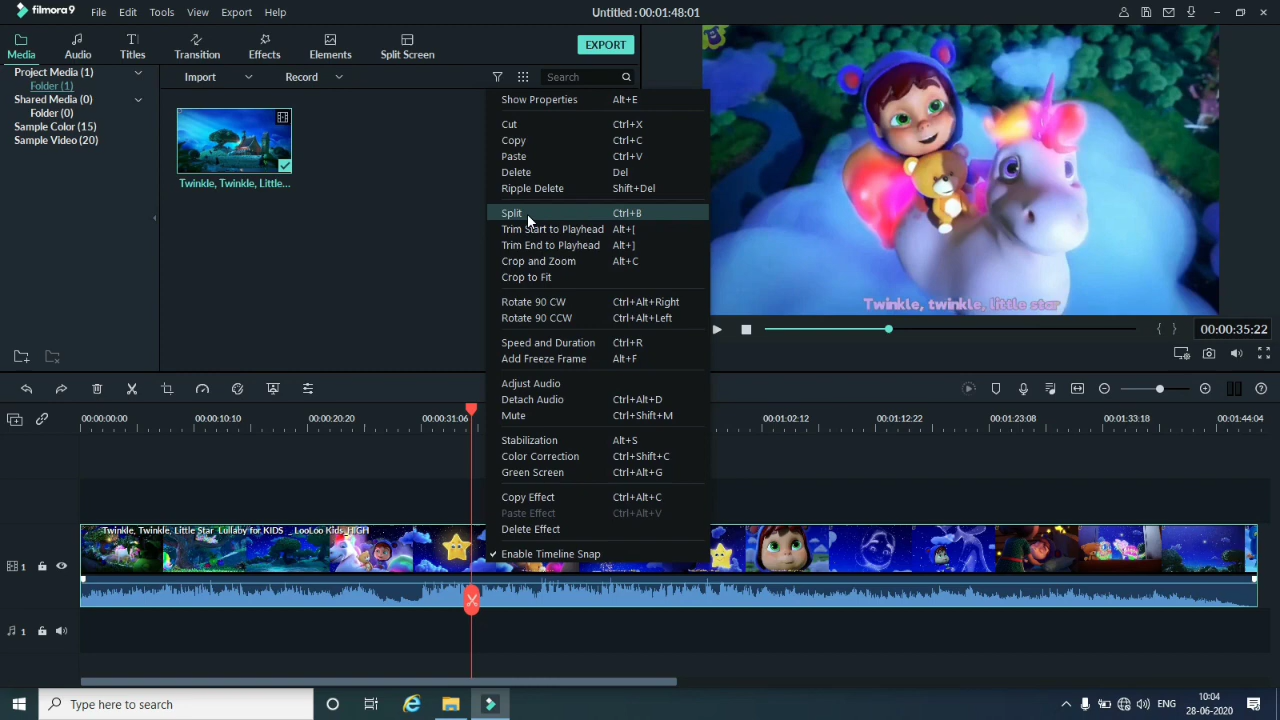 filmora9 File Edit Tools View Export Help Untitled : 00:01:48:01
Media Audio Titles Transition Effects Elements Split Screen EXPORT
Project Media (1)
Folder (1)
Shared Media (0)
Folder (0)
Sample Color (15)
Sample Video (20)
Import Record Search
Twinkle, Twinkle, Little...
Show Properties Alt+E
Cut Ctrl+X
Copy Ctrl+C
Paste Ctrl+V
Delete Del
Ripple Delete Shift+Del
Split Ctrl+B
Trim Start to Playhead Alt+[
Trim End to Playhead Alt+]
Crop and Zoom Alt+C
Crop to Fit
Rotate 90 CW Ctrl+Alt+Right
Rotate 90 CCW Ctrl+Alt+Left
Speed and Duration Ctrl+R
Add Freeze Frame Alt+F
Adjust Audio
Detach Audio Ctrl+Alt+D
Mute Ctrl+Shift+M
Stabilization Alt+S
Color Correction Ctrl+Shift+C
Green Screen Ctrl+Alt+G
Copy Effect Ctrl+Alt+C
Paste Effect Ctrl+Alt+V
Delete Effect
Enable Timeline Snap
Twinkle, twinkle, little star
{ } 00:00:35:22
00:00:00:00 00:00:10:10 00:00:20:20 00:00:31:06 00:01:02:12 00:01:12:22 00:01:23:08 00:01:33:18 00:01:44:04
Twinkle, Twinkle, Little Star_Lullaby for KIDS _ LooLoo Kids_HIGH
1
1
Type here to search
ENG
10:04
28-06-2020